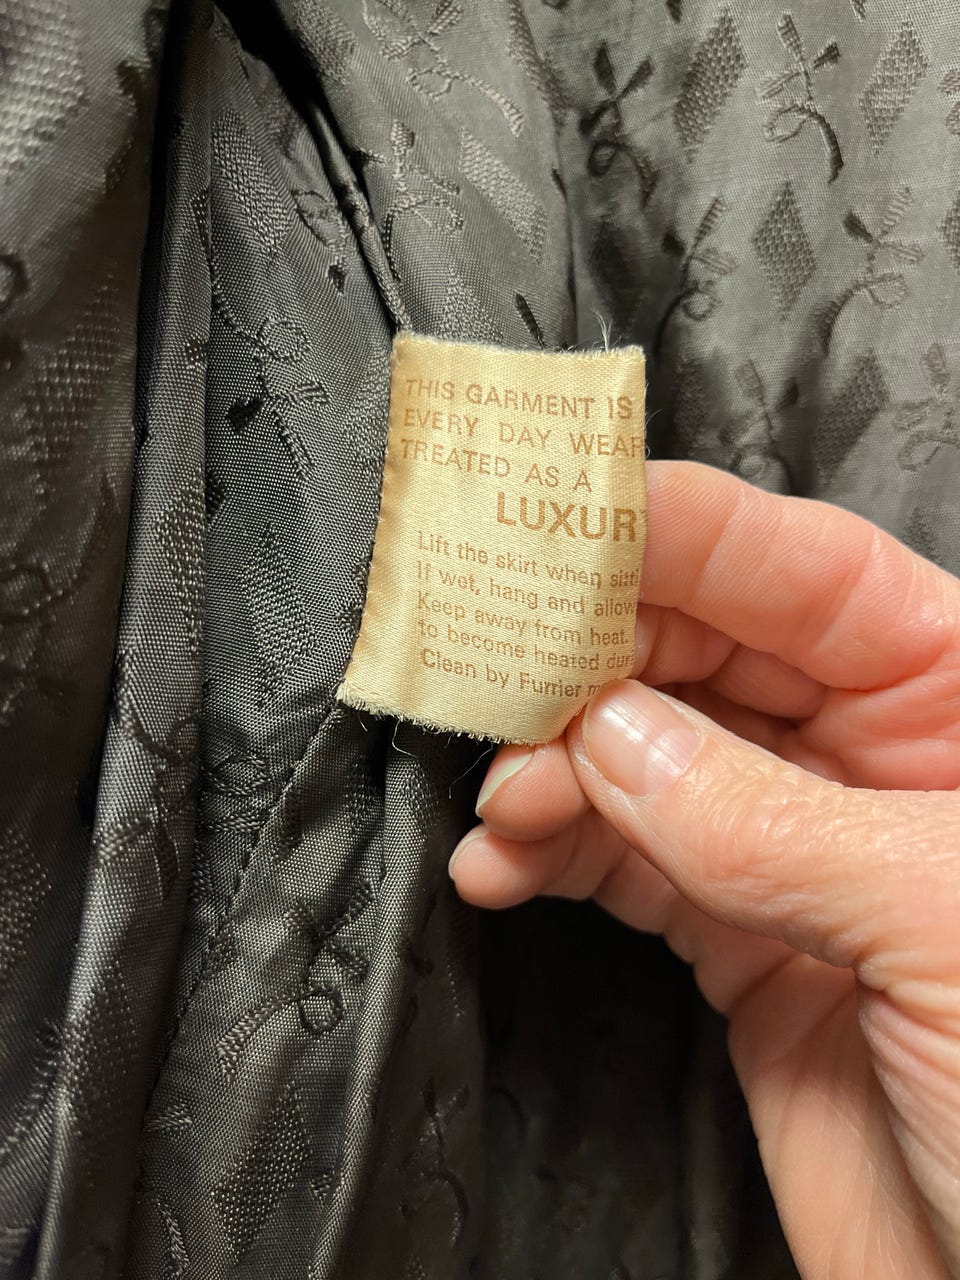 THIS GARMENT IS
EVERY DAY WEAR
TREATED AS A
LUXUR
Lift the skirt when sitti
If wet, hang and allow
Keep away from heat.
to become heated dur
Clean by Furrier